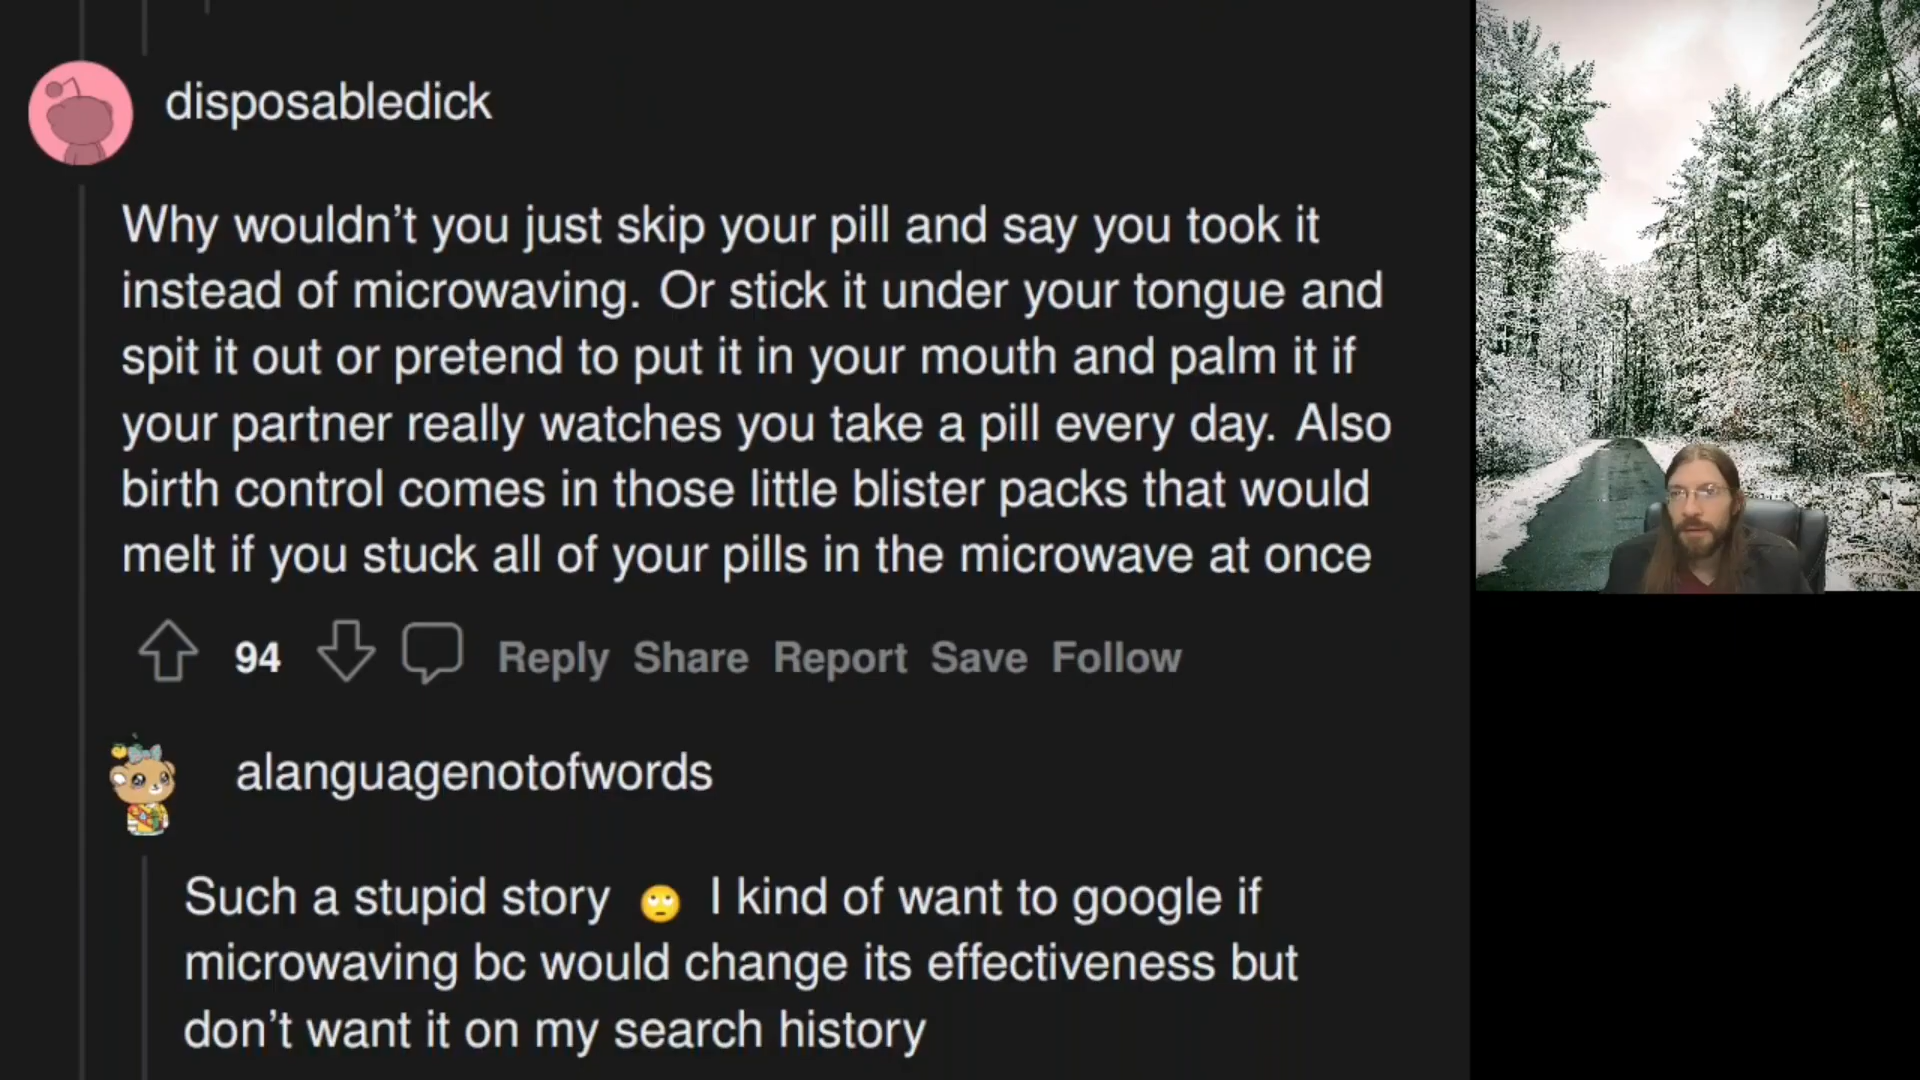 disposabledick
Why wouldn’t you just skip your pill and say you took it
instead of microwaving. Or stick it under your tongue and
spit it out or pretend to put it in your mouth and palm it if
your partner really watches you take a pill every day. Also
birth control comes in those little blister packs that would
melt if you stuck all of your pills in the microwave at once
94 Reply Share Report Save Follow
alanguagenotofwords
Such a stupid story 🙄 I kind of want to google if
microwaving bc would change its effectiveness but
don’t want it on my search history